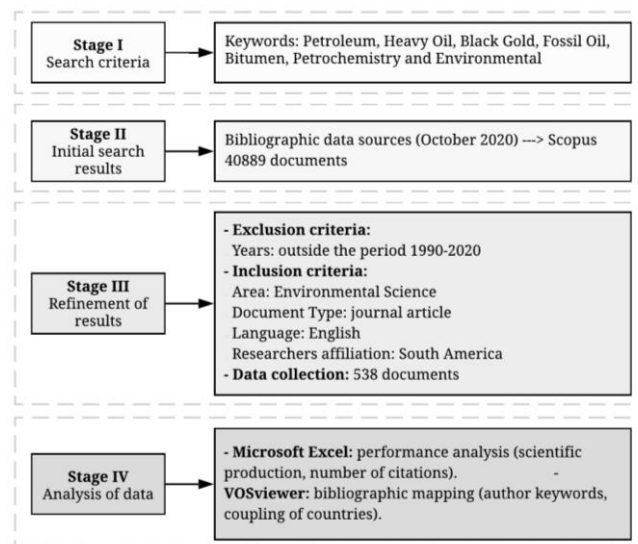 Stage I
Search criteria
Keywords: Petroleum, Heavy Oil, Black Gold, Fossil Oil,
Bitumen, Petrochemistry and Environmental
Stage II
Initial search
results
Bibliographic data sources (October 2020) ---> Scopus
40889 documents
Stage III
Refinement of
results
- Exclusion criteria:
Years: outside the period 1990-2020
- Inclusion criteria:
Area: Environmental Science
Document Type: journal article
Language: English
Researchers affiliation: South America
- Data collection: 538 documents
Stage IV
Analysis of data
- Microsoft Excel: performance analysis (scientific
production, number of citations). -
VOSviewer: bibliographic mapping (author keywords,
coupling of countries).